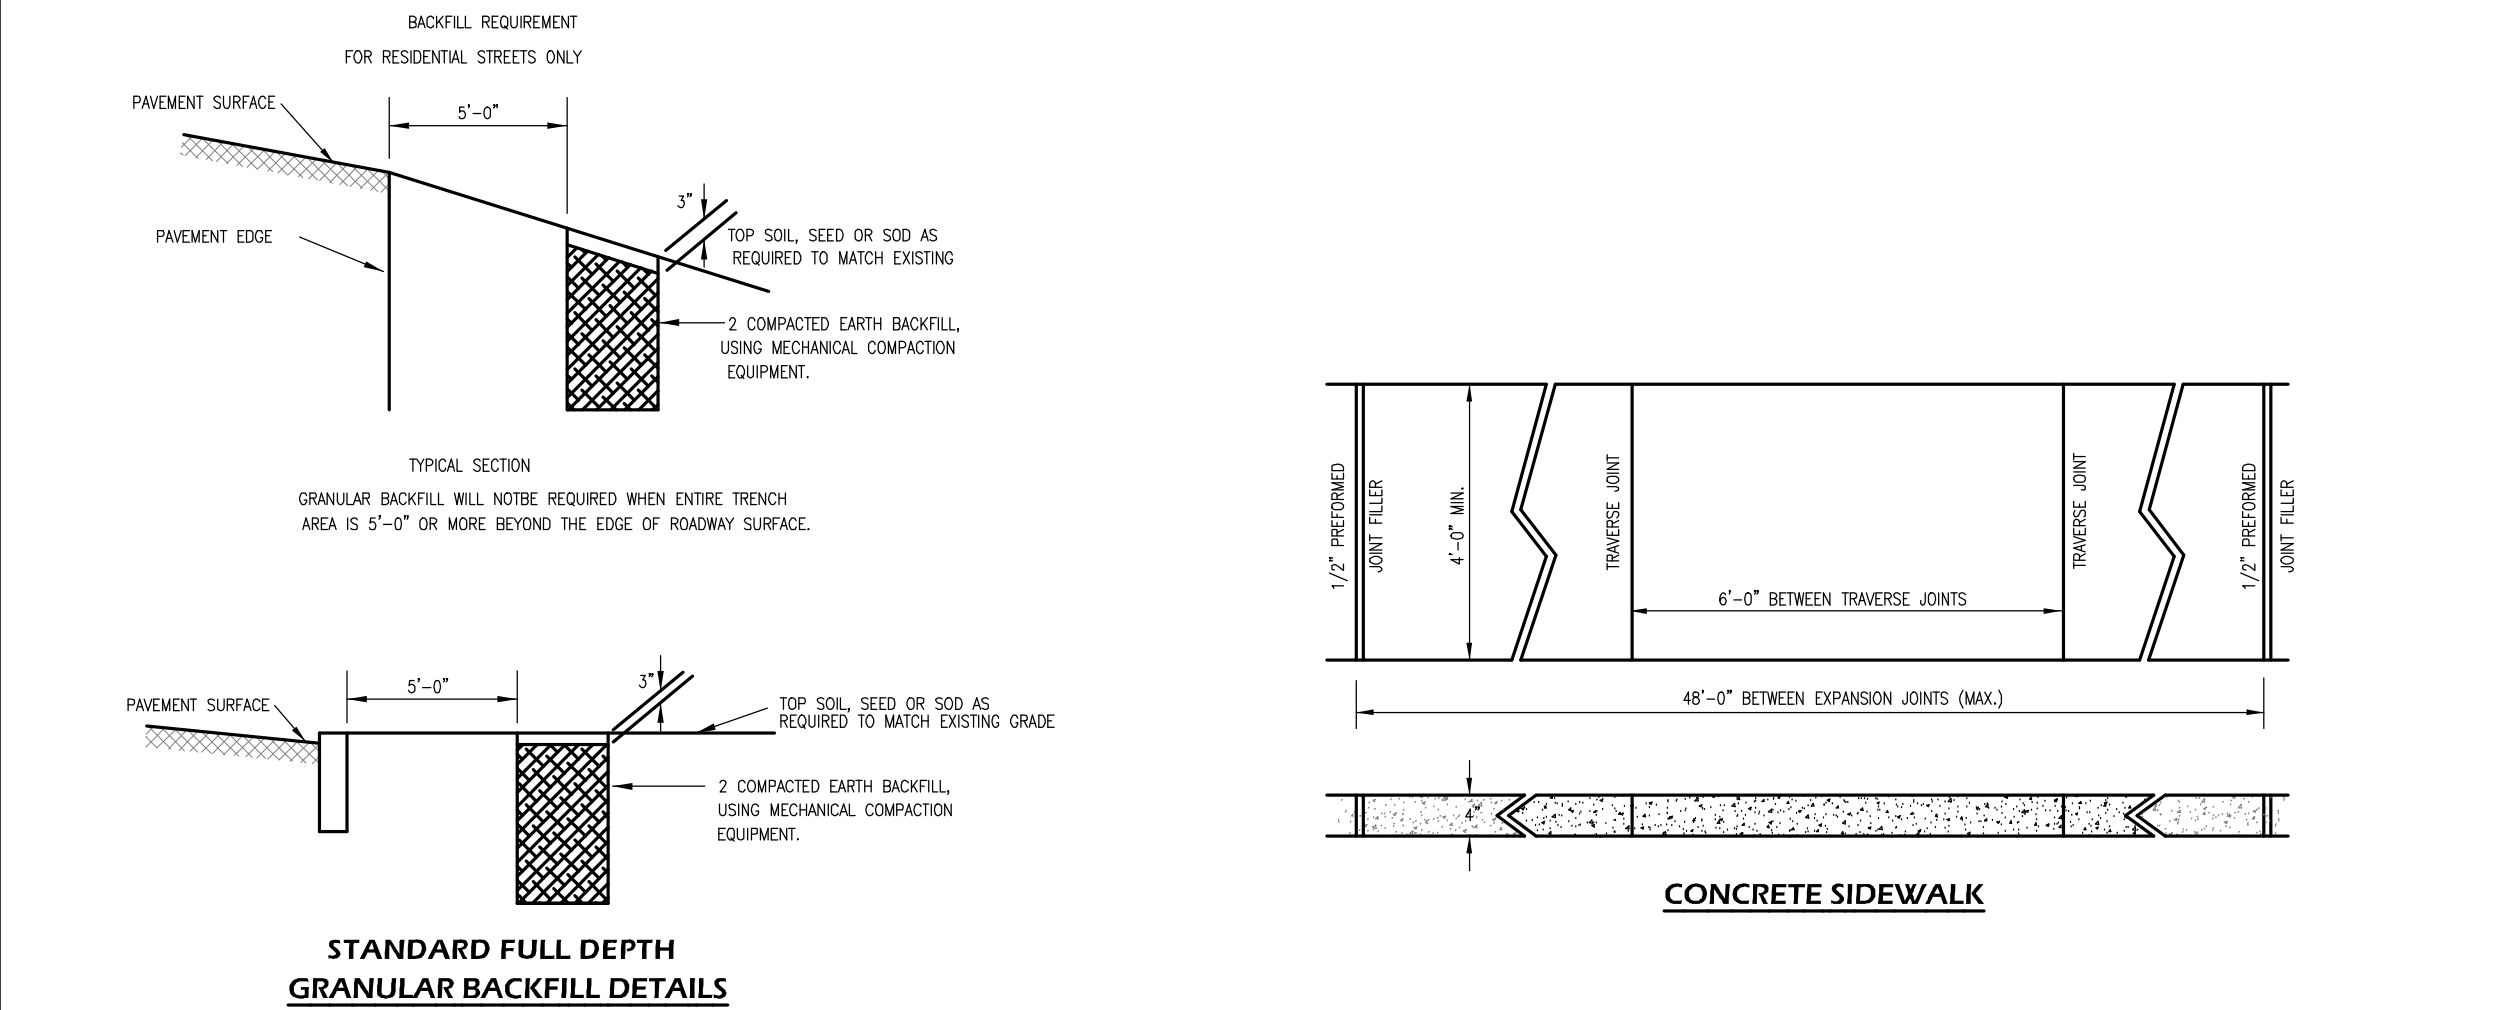 BACKFILL REQUIREMENT
FOR RESIDENTIAL STREETS ONLY
PAVEMENT SURFACE
5'-0"
3"
PAVEMENT EDGE
TOP SOIL, SEED OR SOD AS
REQUIRED TO MATCH EXISTING
2 COMPACTED EARTH BACKFILL,
USING MECHANICAL COMPACTION
EQUIPMENT.
TYPICAL SECTION
GRANULAR BACKFILL WILL NOTBE REQUIRED WHEN ENTIRE TRENCH
AREA IS 5'-0" OR MORE BEYOND THE EDGE OF ROADWAY SURFACE.
PAVEMENT SURFACE
5'-0"
3"
TOP SOIL, SEED OR SOD AS
REQUIRED TO MATCH EXISTING GRADE
2 COMPACTED EARTH BACKFILL,
USING MECHANICAL COMPACTION
EQUIPMENT.
STANDARD FULL DEPTH
GRANULAR BACKFILL DETAILS
1/2" PREFORMED
JOINT FILLER
4'-0" MIN.
TRAVERSE JOINT
6'-0" BETWEEN TRAVERSE JOINTS
TRAVERSE JOINT
1/2" PREFORMED
JOINT FILLER
48'-0" BETWEEN EXPANSION JOINTS (MAX.)
4"
CONCRETE SIDEWALK